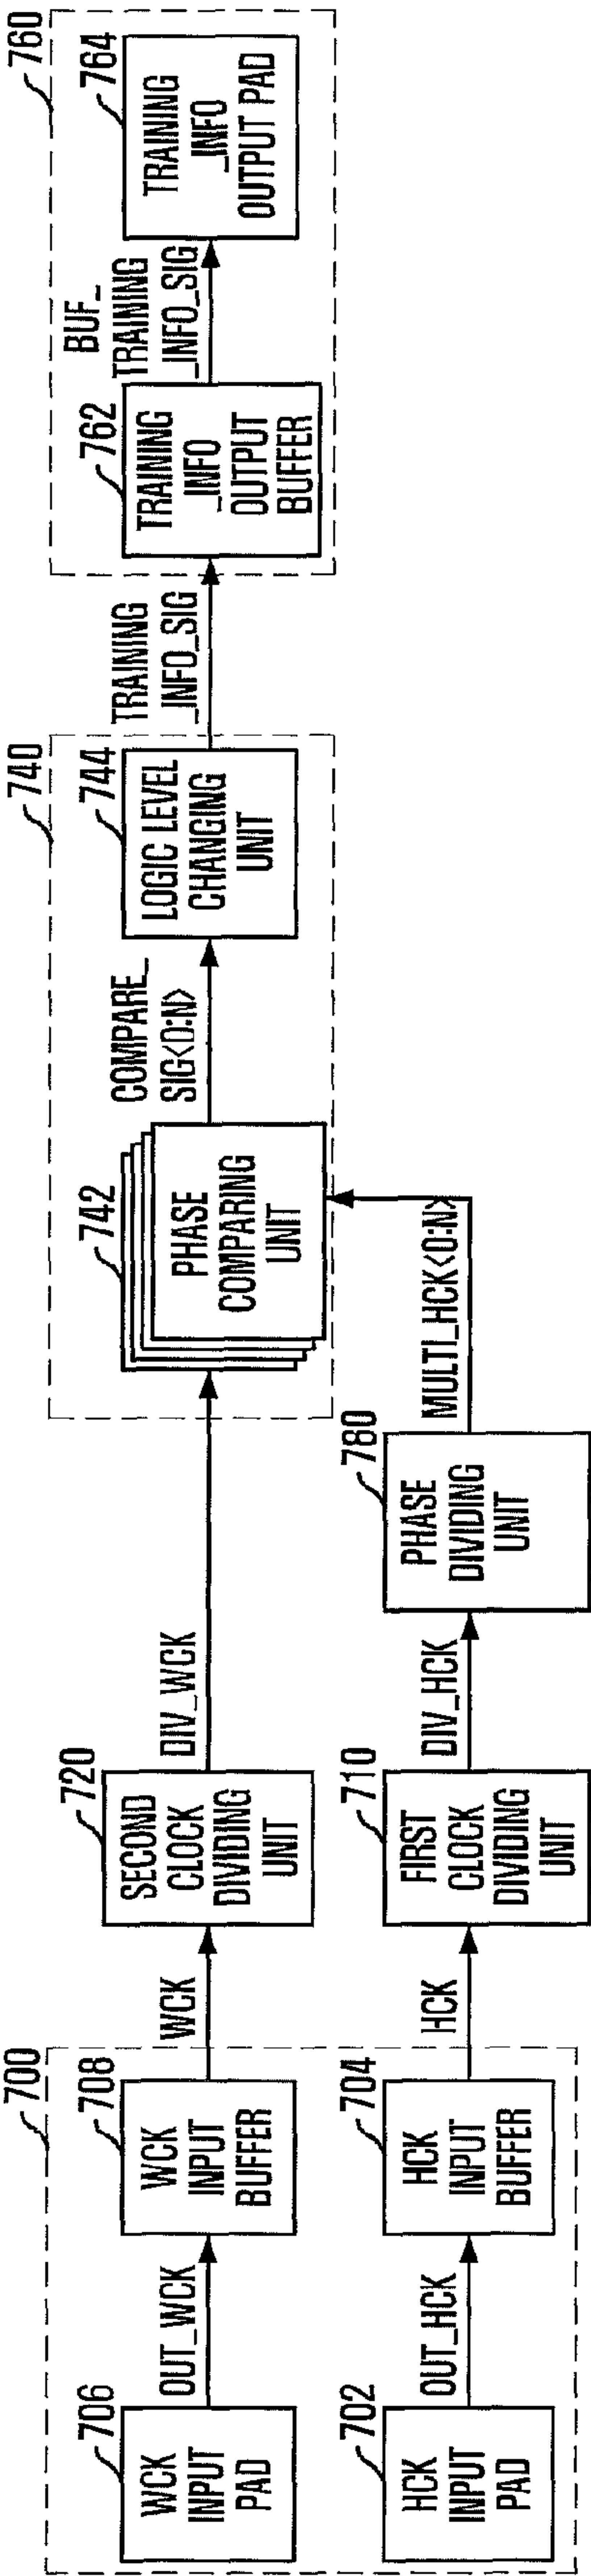 700
706
WCK
INPUT
PAD
OUT_WCK
708
WCK
INPUT
BUFFER
WCK
720
SECOND
CLOCK
DIVIDING
UNIT
DIV_WCK
702
HCK
INPUT
PAD
OUT_HCK
704
HCK
INPUT
BUFFER
HCK
710
FIRST
CLOCK
DIVIDING
UNIT
DIV_HCK
780
PHASE
DIVIDING
UNIT
MULTI_HCK<0:N>
740
742
PHASE
COMPARING
UNIT
COMPARE_
SIG<0:N>
744
LOGIC LEVEL
CHANGING
UNIT
TRAINING
_INFO_SIG
760
762
TRAINING
_INFO
OUTPUT
BUFFER
BUF_
TRAINING
_INFO_SIG
764
TRAINING
_INFO
OUTPUT PAD